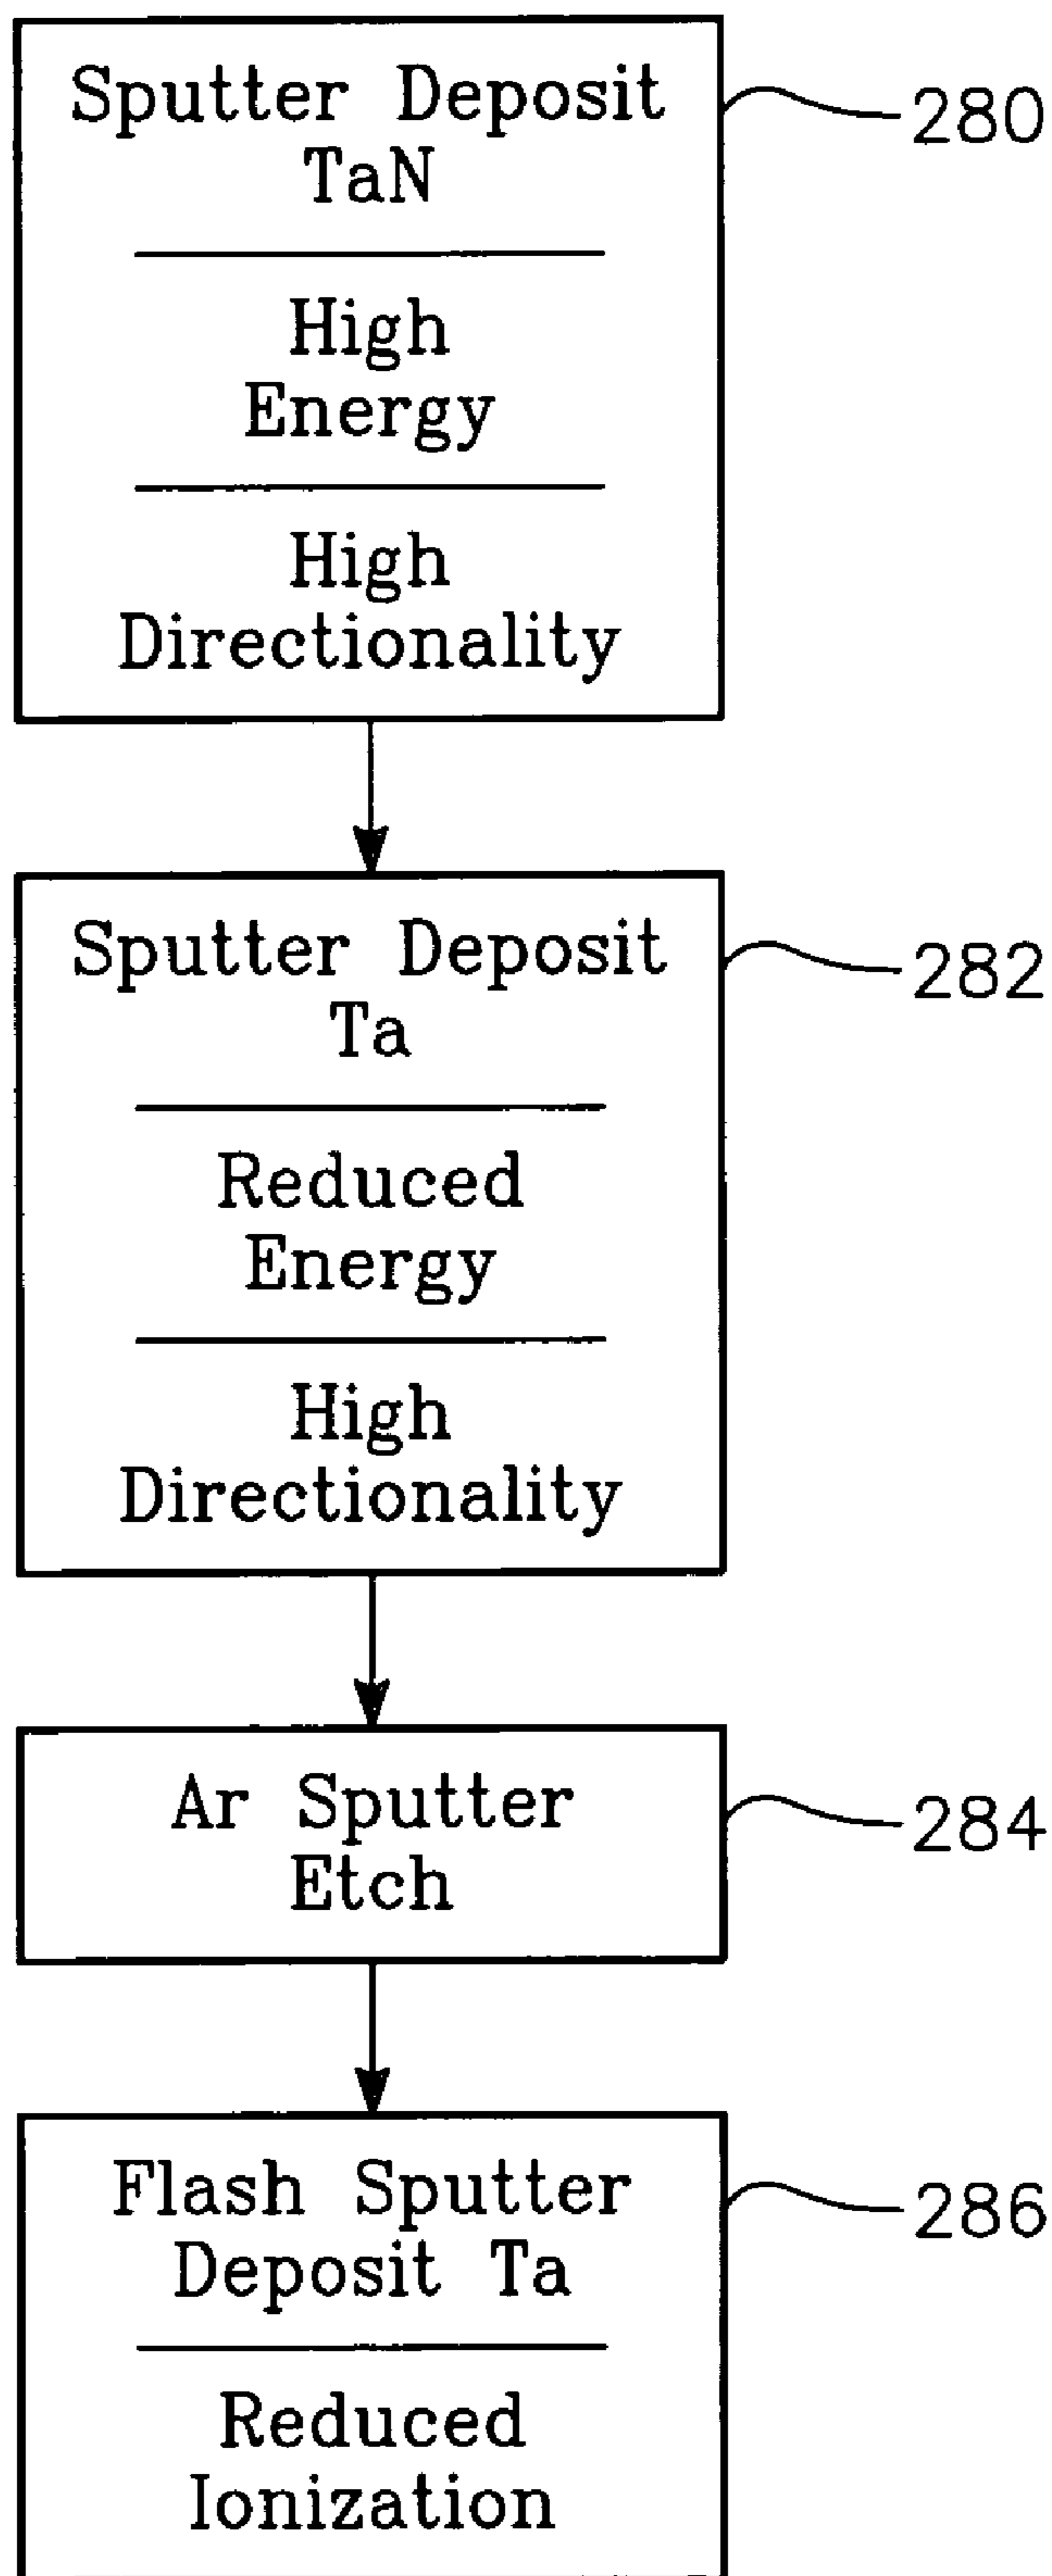 Sputter Deposit
TaN
High
Energy
High
Directionality
280
Sputter Deposit
Ta
Reduced
Energy
High
Directionality
282
Ar Sputter
Etch
284
Flash Sputter
Deposit Ta
Reduced
Ionization
286